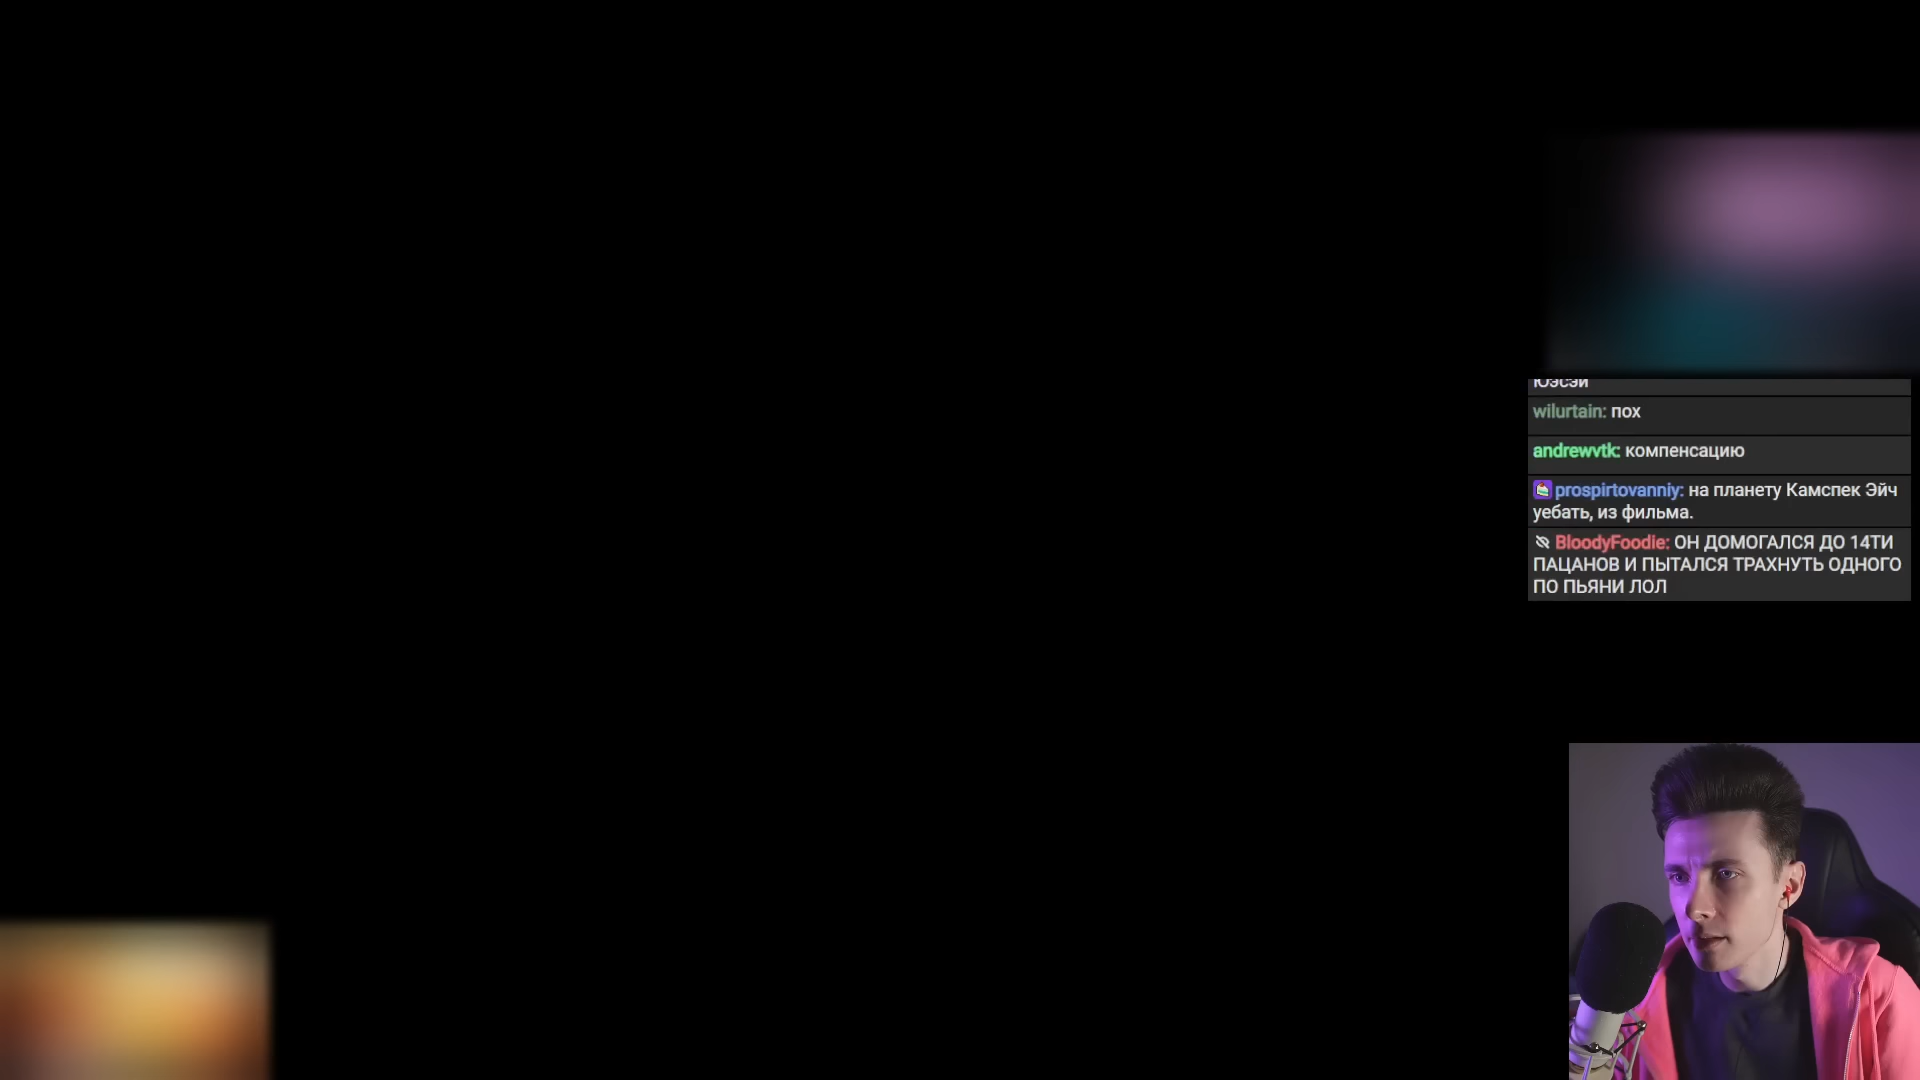 ЮЭСЭЙ
wilurtain: пох
andrewvtk: компенсацию
prospirtovanniy: на планету Камспек Эйч
уебать, из фильма.
BloodyFoodie: ОН ДОМОГАЛСЯ ДО 14ТИ
ПАЦАНОВ И ПЫТАЛСЯ ТРАХНУТЬ ОДНОГО
ПО ПЬЯНИ ЛОЛ